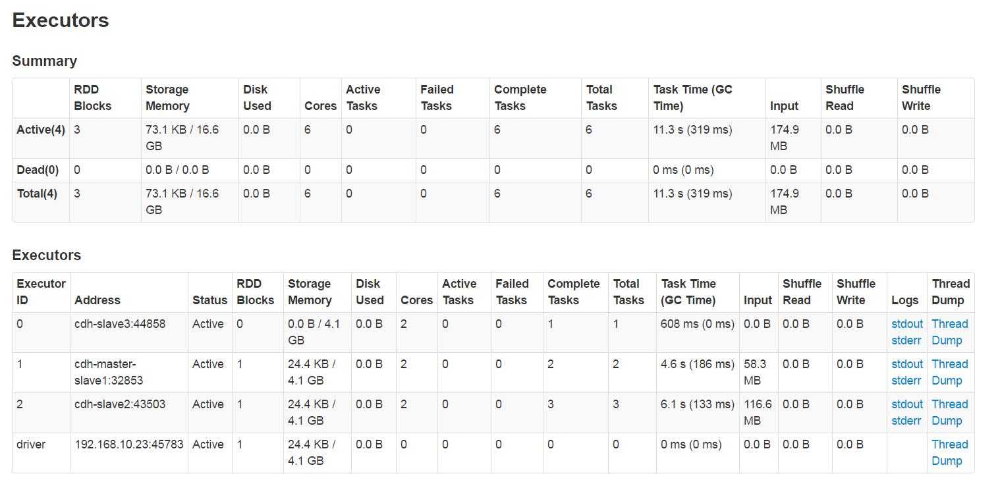 Executors
Summary
RDD Blocks Storage Memory Disk Used Cores Active Tasks Failed Tasks Complete Tasks Total Tasks Task Time (GC Time) Input Shuffle Read Shuffle Write
Active(4) 3 73.1 KB / 16.6 GB 0.0 B 6 0 0 6 6 11.3 s (319 ms) 174.9 MB 0.0 B 0.0 B
Dead(0) 0 0.0 B / 0.0 B 0.0 B 0 0 0 0 0 0 ms (0 ms) 0.0 B 0.0 B 0.0 B
Total(4) 3 73.1 KB / 16.6 GB 0.0 B 6 0 0 6 6 11.3 s (319 ms) 174.9 MB 0.0 B 0.0 B
Executors
Executor ID Address Status RDD Blocks Storage Memory Disk Used Cores Active Tasks Failed Tasks Complete Tasks Total Tasks Task Time (GC Time) Input Shuffle Read Shuffle Write Logs Thread Dump
0 cdh-slave3:44858 Active 0 0.0 B / 4.1 GB 0.0 B 2 0 0 1 1 608 ms (0 ms) 0.0 B 0.0 B 0.0 B stdout stderr Thread Dump
1 cdh-master-slave1:32853 Active 1 24.4 KB / 4.1 GB 0.0 B 2 0 0 2 2 4.6 s (186 ms) 58.3 MB 0.0 B 0.0 B stdout stderr Thread Dump
2 cdh-slave2:43503 Active 1 24.4 KB / 4.1 GB 0.0 B 2 0 0 3 3 6.1 s (133 ms) 116.6 MB 0.0 B 0.0 B stdout stderr Thread Dump
driver 192.168.10.23:45783 Active 1 24.4 KB / 4.1 GB 0.0 B 0 0 0 0 0 0 ms (0 ms) 0.0 B 0.0 B 0.0 B Thread Dump